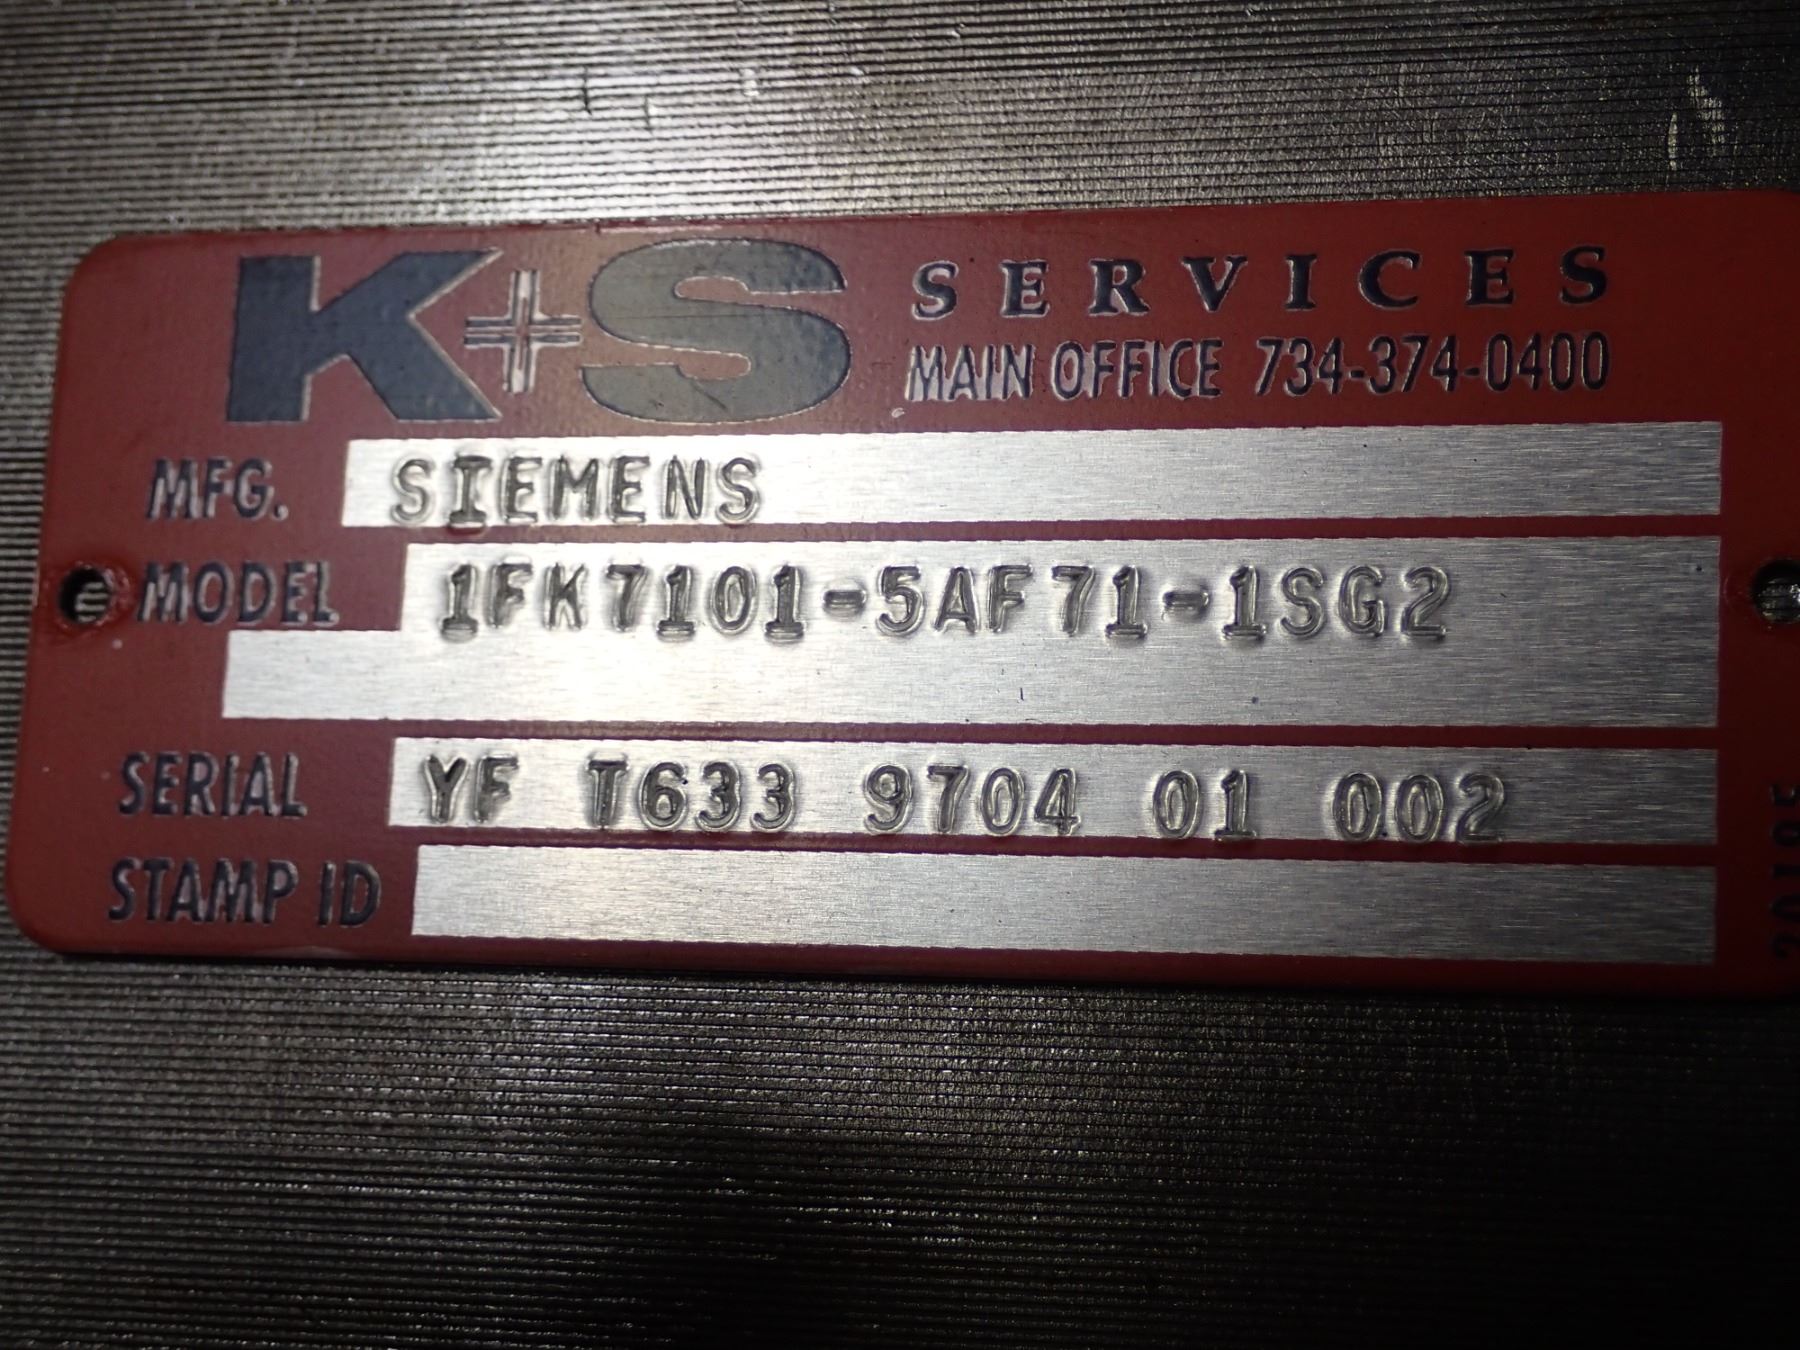 K+S SERVICES
MAIN OFFICE 734-374-0400
MFG. SIEMENS
MODEL 1FK7101-5AF71-1SG2
SERIAL YF T633 9704 01 002
STAMP ID